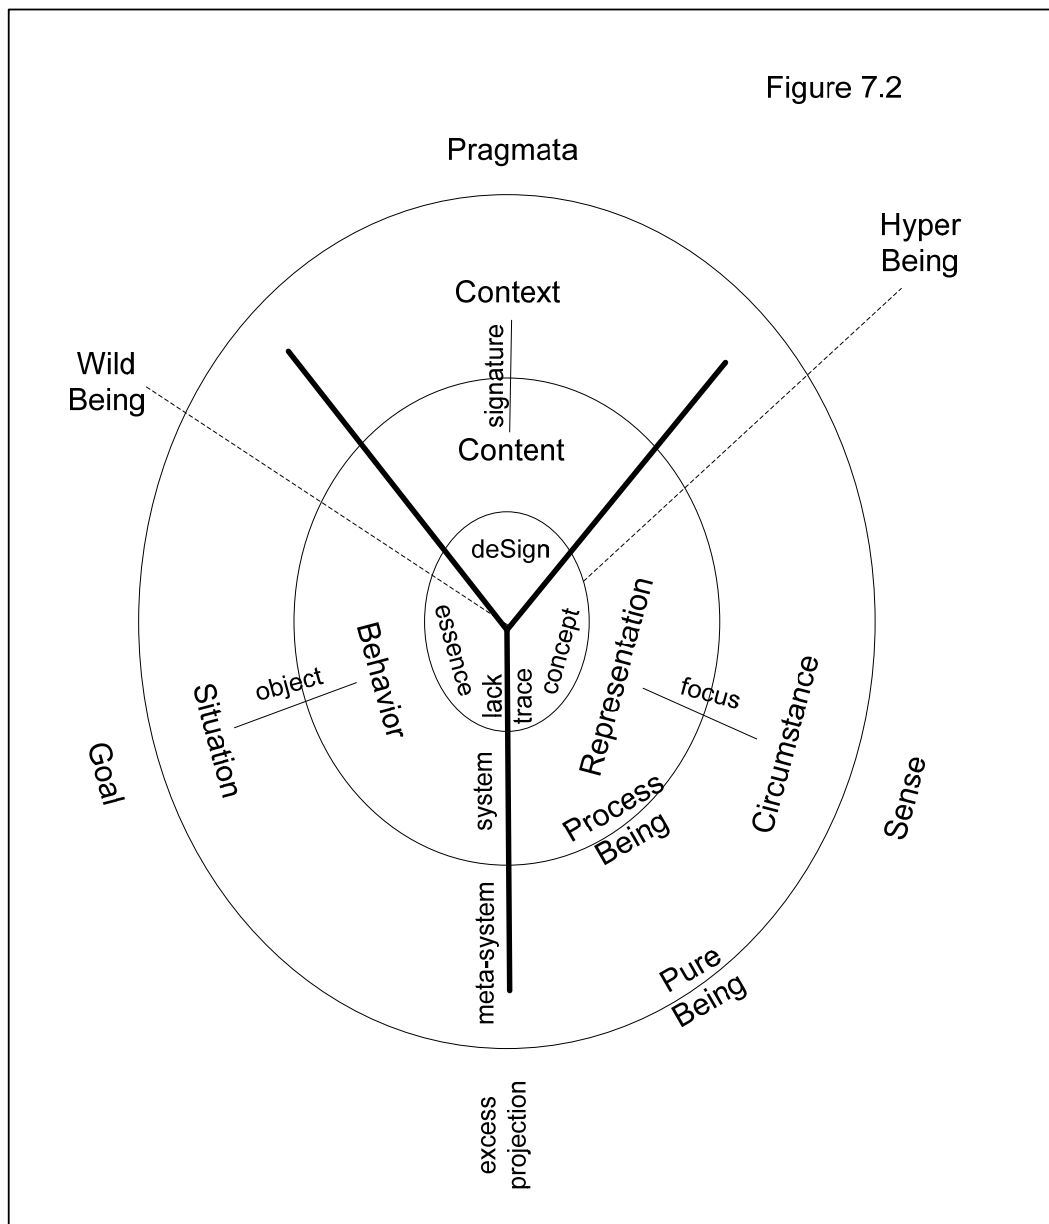 Figure 7.2
Pragmata
Hyper
Being
Context
signature
Wild
Being
Content
deSign
essence
concept
lack
trace
Behavior
Representation
object
focus
Situation
Circumstance
Goal
Sense
system
Process
Being
meta-system
Pure
Being
excess
projection